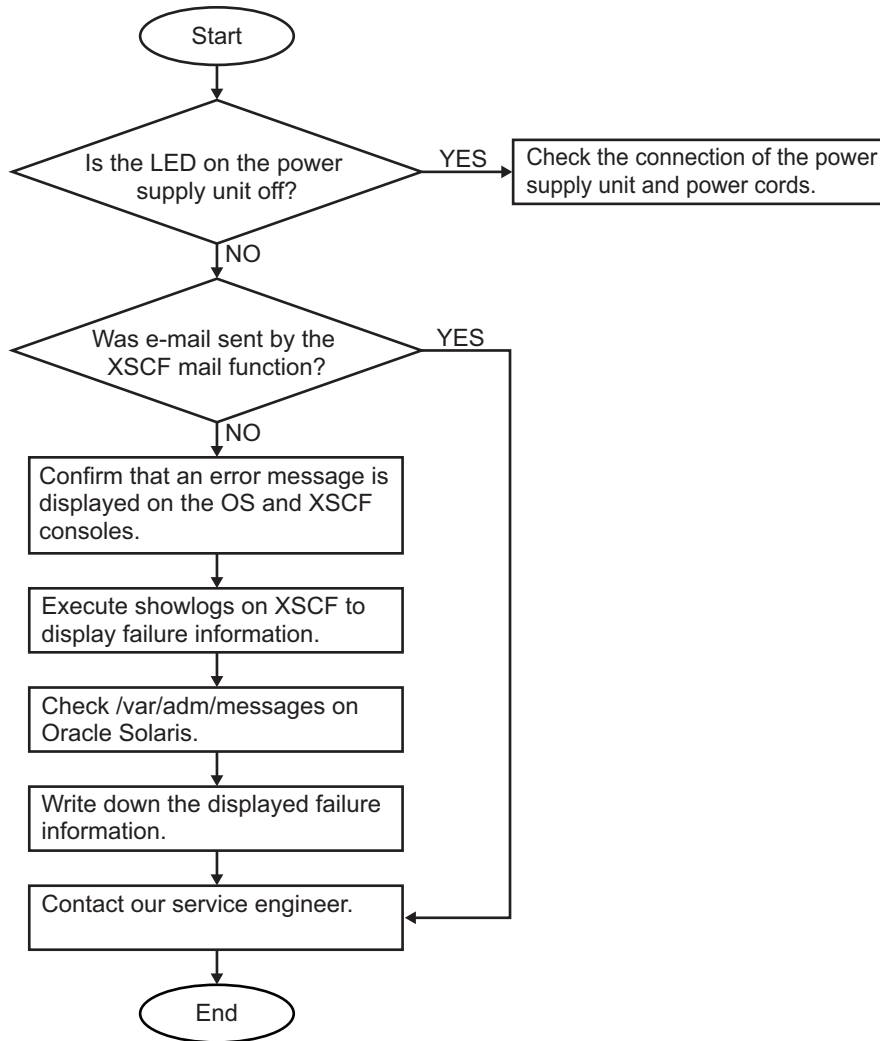 Start
Is the LED on the power
supply unit off?
YES
Check the connection of the power
supply unit and power cords.
NO
Was e-mail sent by the
XSCF mail function?
YES
NO
Confirm that an error message is
displayed on the OS and XSCF
consoles.
Execute showlogs on XSCF to
display failure information.
Check /var/adm/messages on
Oracle Solaris.
Write down the displayed failure
information.
Contact our service engineer.
End